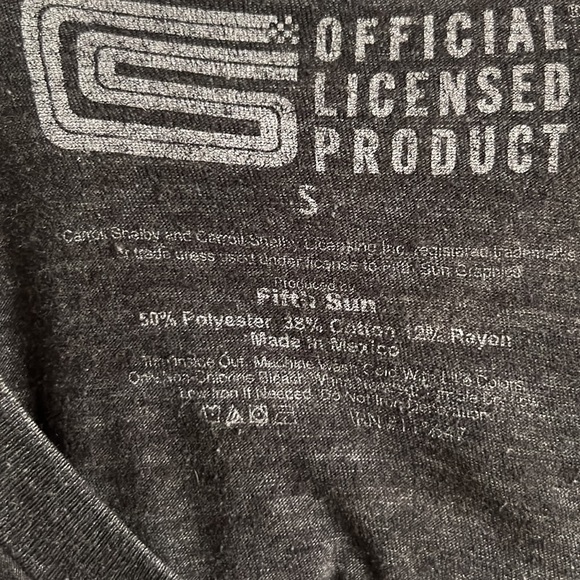 CS OFFICIAL
LICENSED
PRODUCT
S
Carroll Shelby and Carroll Shelby Licensing Inc. registered trademarks
trade dress used under license to Fifth Sun Graphics
Produced by
Fifth Sun
50% Polyester 38% Cotton 12% Rayon
Made in Mexico
Inside Out. Machine Wash Cold With Like Colors.
Only Non-Chlorine Bleach.
Low Iron If Needed. Do Not Iron
RN #